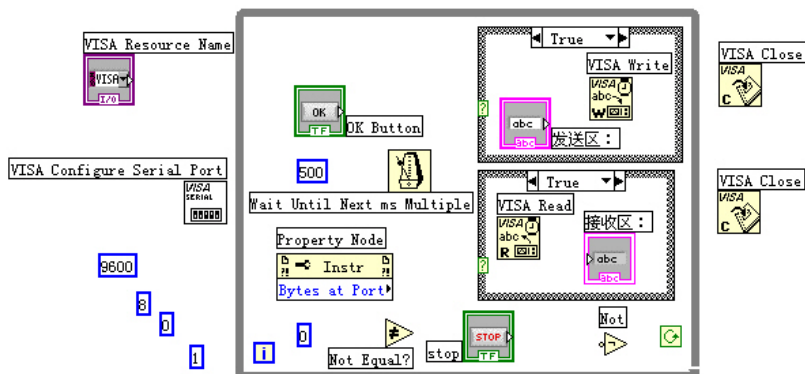 VISA Resource Name
VISA
I/O
VISA Configure Serial Port
VISA
SERIAL
9600
8
0
1
OK
TF
OK Button
500
Wait Until Next ms Multiple
Property Node
Instr
Bytes at Port
i
0
Not Equal?
stop
STOP
TF
Not
True
VISA Write
VISA
abc
W
?
abc
abc
发送区：
True
VISA Read
VISA
abc
R
?
接收区：
abc
abc
VISA Close
VISA
C
VISA Close
VISA
C